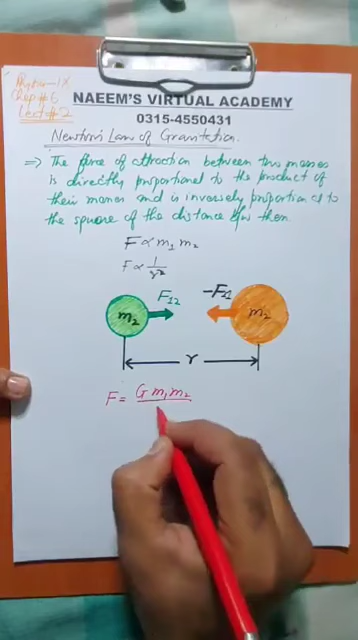 Physics-IX
Chap#6
Lect#2
NAEEM'S VIRTUAL ACADEMY
0315-4550431
Newton's Law of Gravitation.
⇒ The force of attraction between two masses
is directly proportional to the product of
their masses and is inversely proportional to
the square of the distance b/w them.
F ∝ m₁ m₂
F ∝ 1/r²
F₁₂
-F₂₁
m₂
m₂
r
F = G m₁ m₂